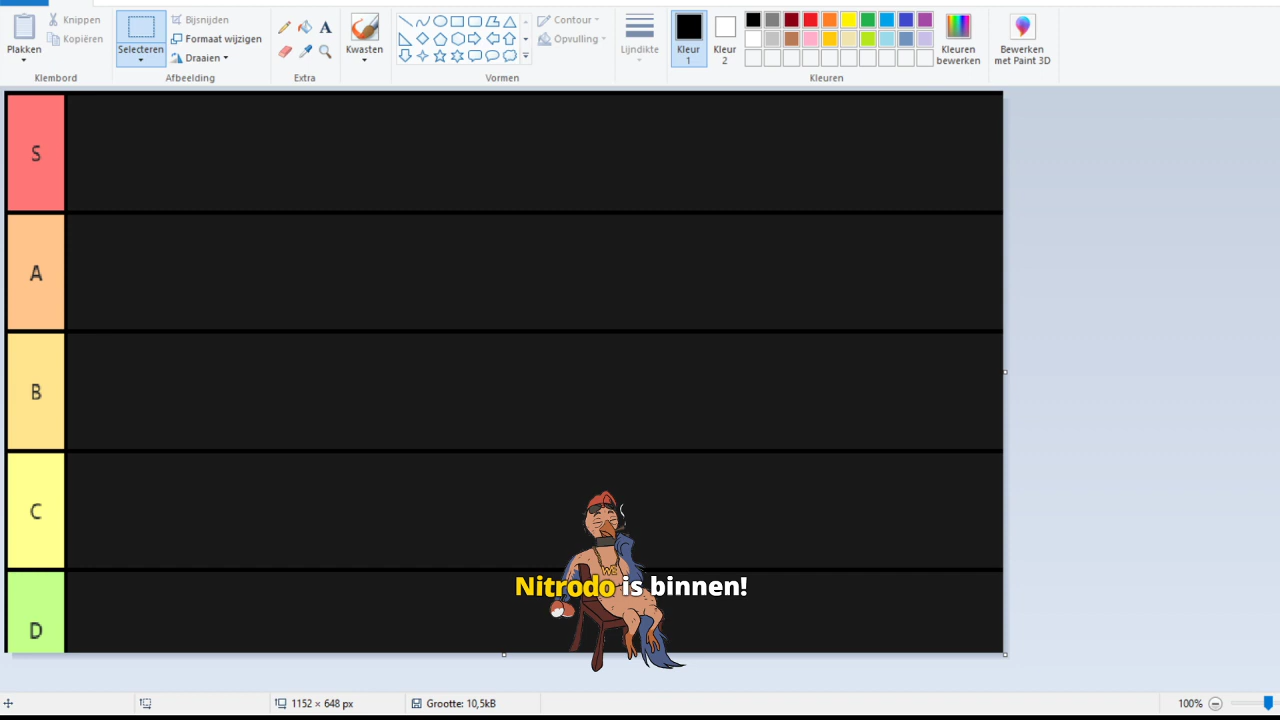 Plakken
Knippen
Kopiëren
Klembord
Selecteren
Bijsnijden
Formaat wijzigen
Draaien
Afbeelding
A
Extra
Kwasten
Vormen
Contour
Opvulling
Lijndikte
Kleur
1
Kleur
2
Kleuren
bewerken
Kleuren
Bewerken
met Paint 3D
S
A
B
C
D
WB
Nitrodo is binnen!
1152 × 648 px
Grootte: 10,5kB
100%